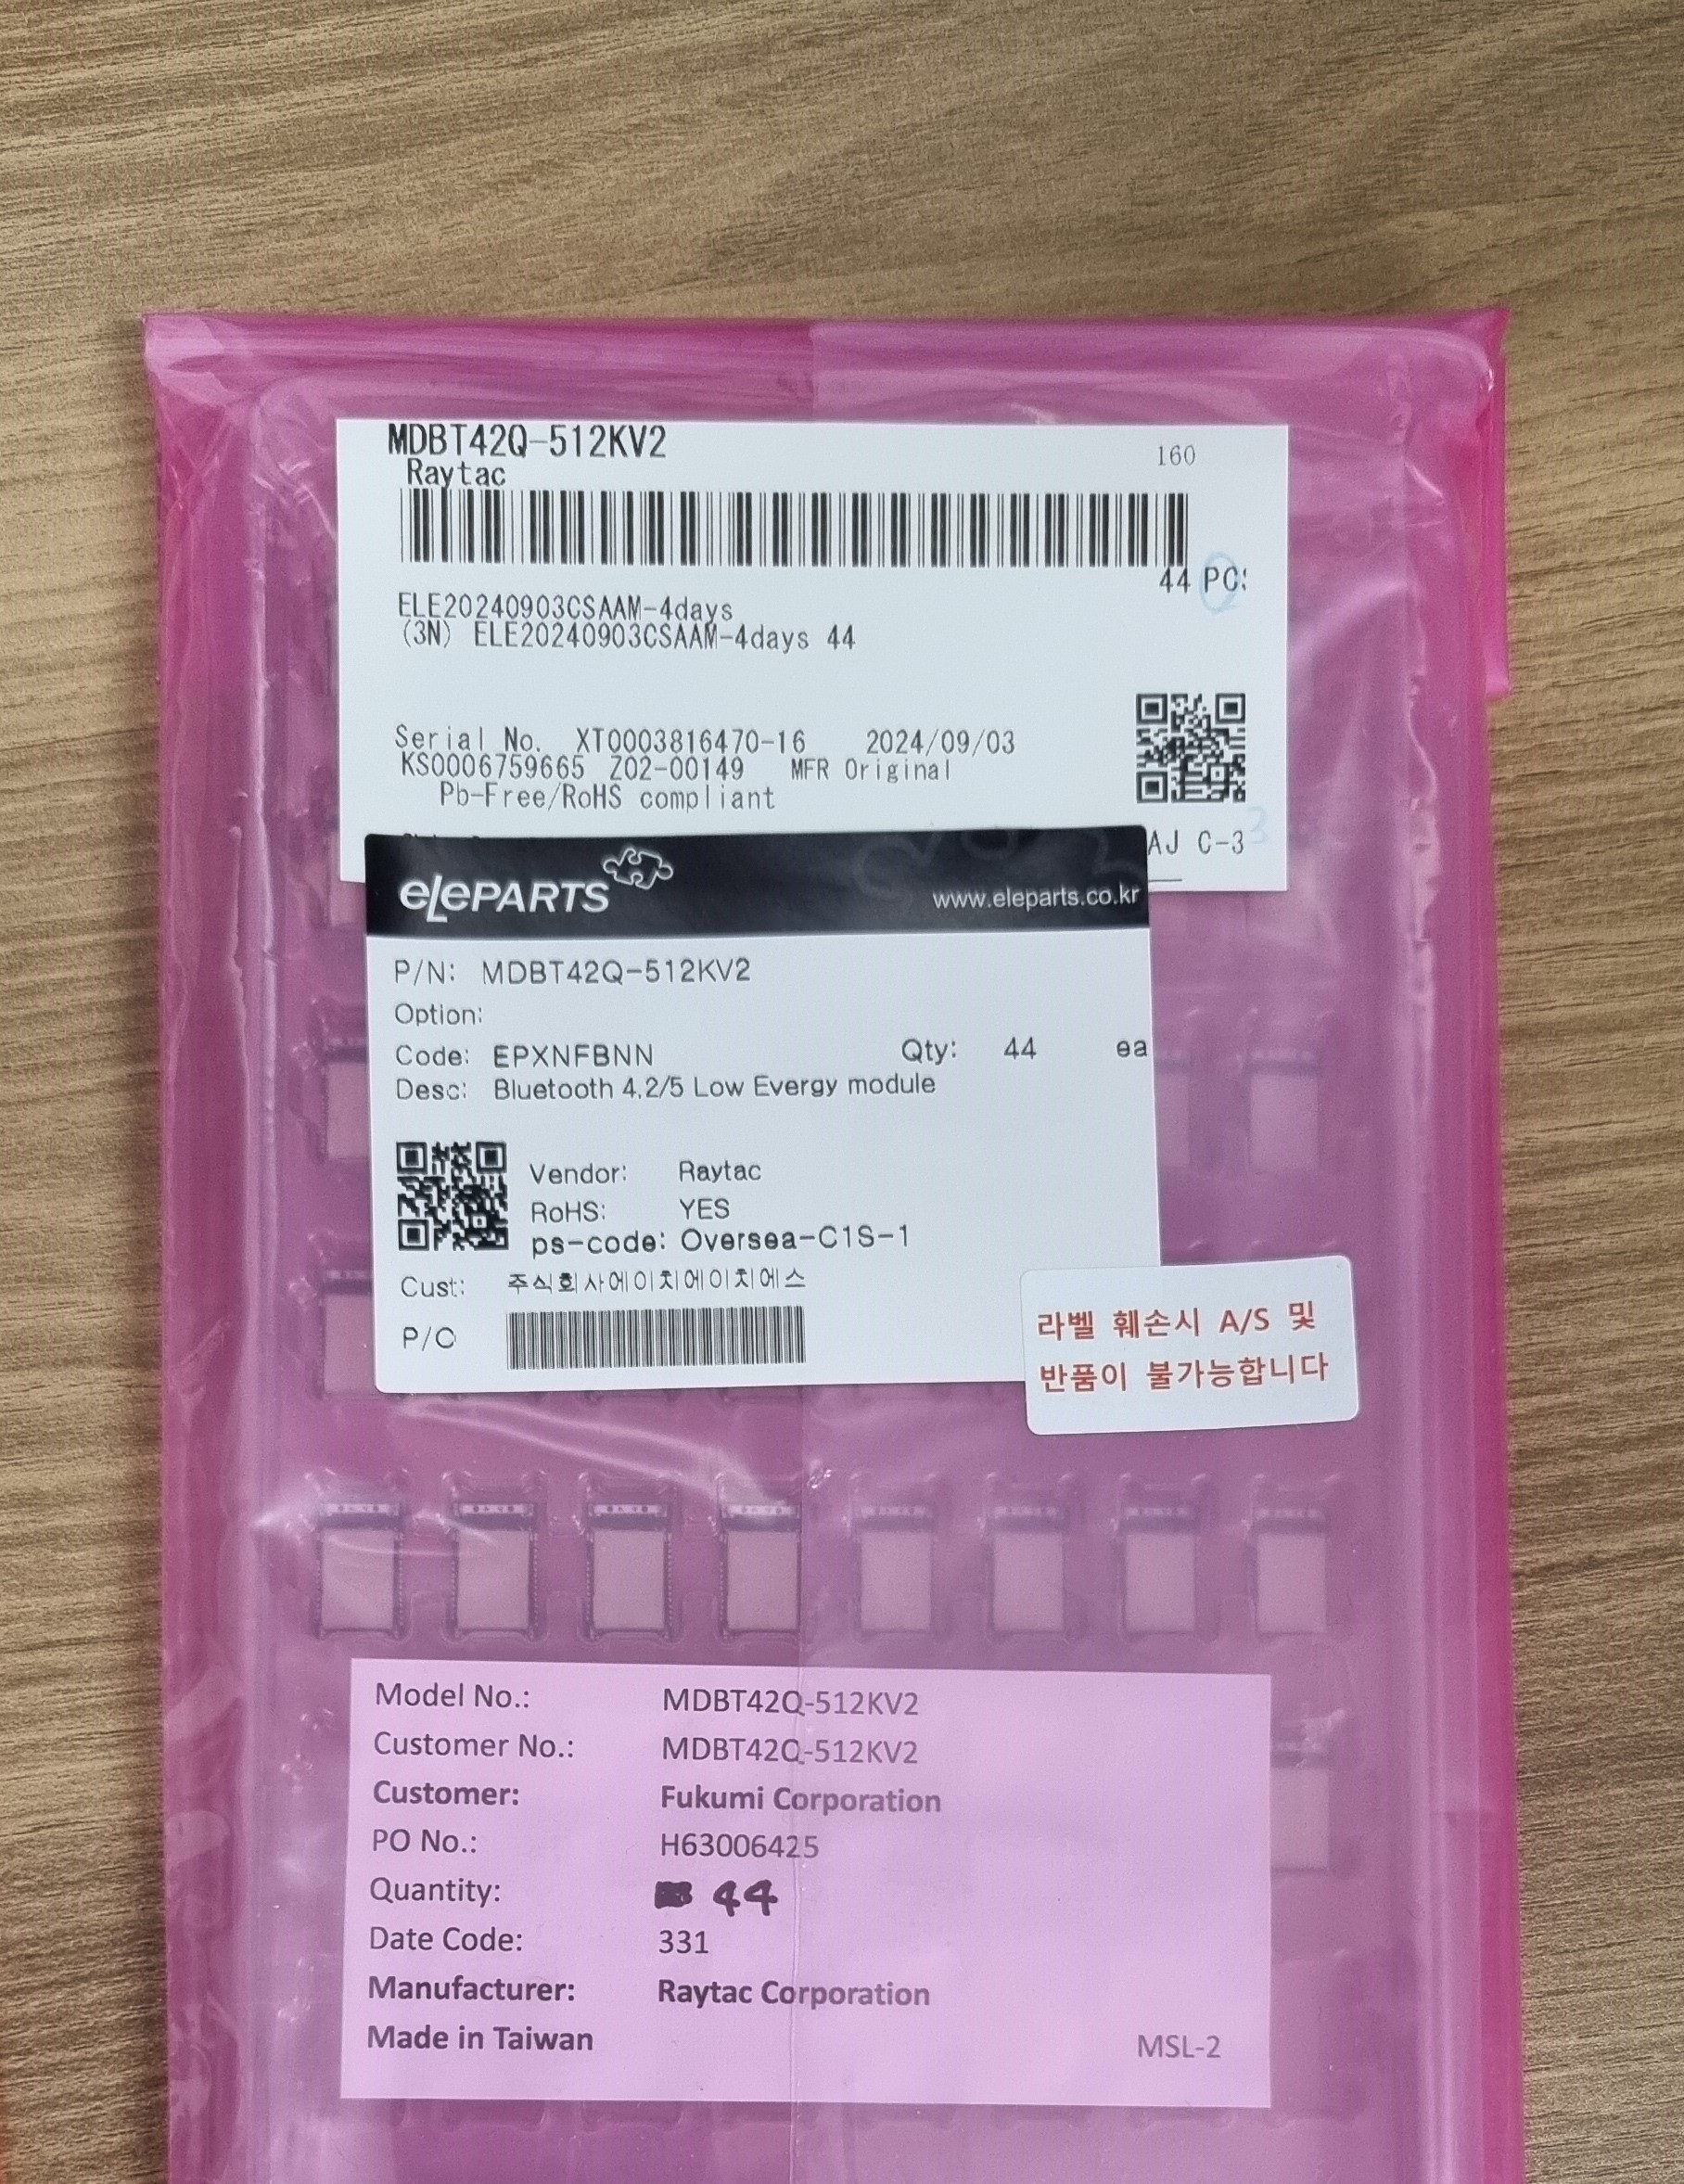 MDBT42Q-512KV2
160
Raytac
44 PC
ELE20240903CSAAM-4days
(3N) ELE20240903CSAAM-4days 44
Serial No. XT0003816470-16 2024/09/03
KS0006759665 Z02-00149 MFR Original
Pb-Free/RoHS compliant
AJ C-3
eLePARTS
www.eleparts.co.kr
P/N: MDBT42Q-512KV2
Option:
Code: EPXNFBNN Qty: 44 ea
Desc: Bluetooth 4.2/5 Low Evergy module
Vendor: Raytac
RoHS: YES
ps-code: Oversea-C1S-1
Cust: 주식회사에이치에이치에스
P/O
라벨 훼손시 A/S 및
반품이 불가능합니다
Model No.: MDBT42Q-512KV2
Customer No.: MDBT42Q-512KV2
Customer: Fukumi Corporation
PO No.: H63006425
Quantity: 44
Date Code: 331
Manufacturer: Raytac Corporation
Made in Taiwan
MSL-2